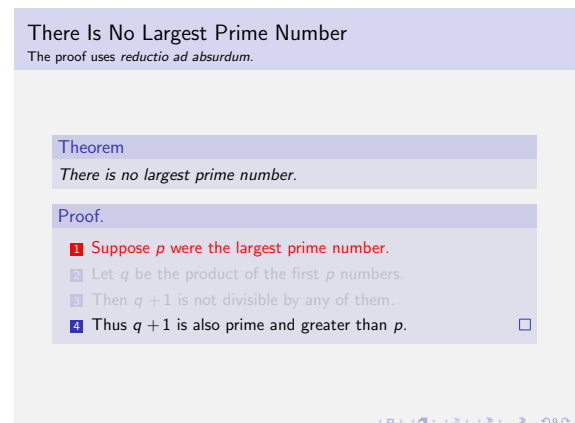 There Is No Largest Prime Number
The proof uses reductio ad absurdum.
Theorem
There is no largest prime number.
Proof.
1 Suppose p were the largest prime number.
2 Let q be the product of the first p numbers.
3 Then q + 1 is not divisible by any of them.
4 Thus q + 1 is also prime and greater than p.